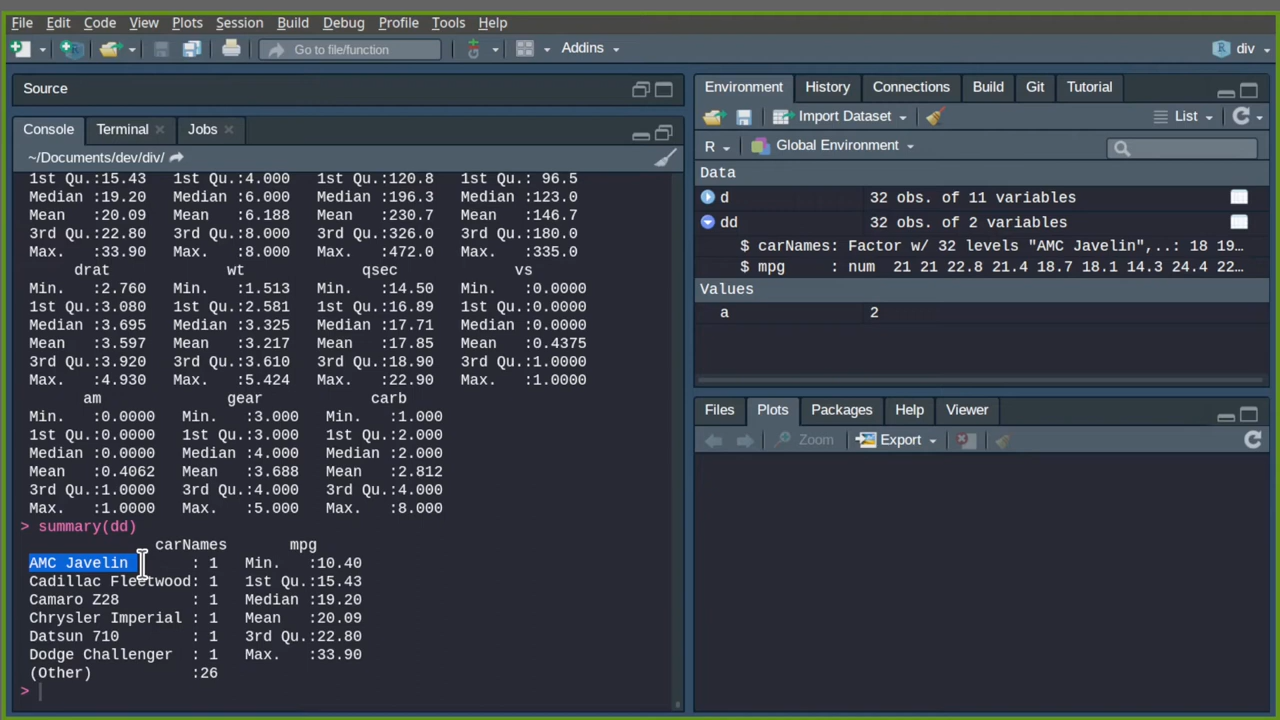 File Edit Code View Plots Session Build Debug Profile Tools Help
Go to file/function Addins div
Source
Console Terminal Jobs
~/Documents/dev/div/
1st Qu.:15.43 1st Qu.:4.000 1st Qu.:120.8 1st Qu.: 96.5
Median :19.20 Median :6.000 Median :196.3 Median :123.0
Mean :20.09 Mean :6.188 Mean :230.7 Mean :146.7
3rd Qu.:22.80 3rd Qu.:8.000 3rd Qu.:326.0 3rd Qu.:180.0
Max. :33.90 Max. :8.000 Max. :472.0 Max. :335.0
drat wt qsec vs
Min. :2.760 Min. :1.513 Min. :14.50 Min. :0.0000
1st Qu.:3.080 1st Qu.:2.581 1st Qu.:16.89 1st Qu.:0.0000
Median :3.695 Median :3.325 Median :17.71 Median :0.0000
Mean :3.597 Mean :3.217 Mean :17.85 Mean :0.4375
3rd Qu.:3.920 3rd Qu.:3.610 3rd Qu.:18.90 3rd Qu.:1.0000
Max. :4.930 Max. :5.424 Max. :22.90 Max. :1.0000
am gear carb
Min. :0.0000 Min. :3.000 Min. :1.000
1st Qu.:0.0000 1st Qu.:3.000 1st Qu.:2.000
Median :0.0000 Median :4.000 Median :2.000
Mean :0.4062 Mean :3.688 Mean :2.812
3rd Qu.:1.0000 3rd Qu.:4.000 3rd Qu.:4.000
Max. :1.0000 Max. :5.000 Max. :8.000
> summary(dd)
carNames mpg
AMC Javelin : 1 Min. :10.40
Cadillac Fleetwood: 1 1st Qu.:15.43
Camaro Z28 : 1 Median :19.20
Chrysler Imperial : 1 Mean :20.09
Datsun 710 : 1 3rd Qu.:22.80
Dodge Challenger : 1 Max. :33.90
(Other) :26
>
Environment History Connections Build Git Tutorial
Import Dataset List
R Global Environment
Data
d 32 obs. of 11 variables
dd 32 obs. of 2 variables
$ carNames: Factor w/ 32 levels "AMC Javelin",..: 18 19…
$ mpg : num 21 21 22.8 21.4 18.7 18.1 14.3 24.4 22…
Values
a 2
Files Plots Packages Help Viewer
Zoom Export